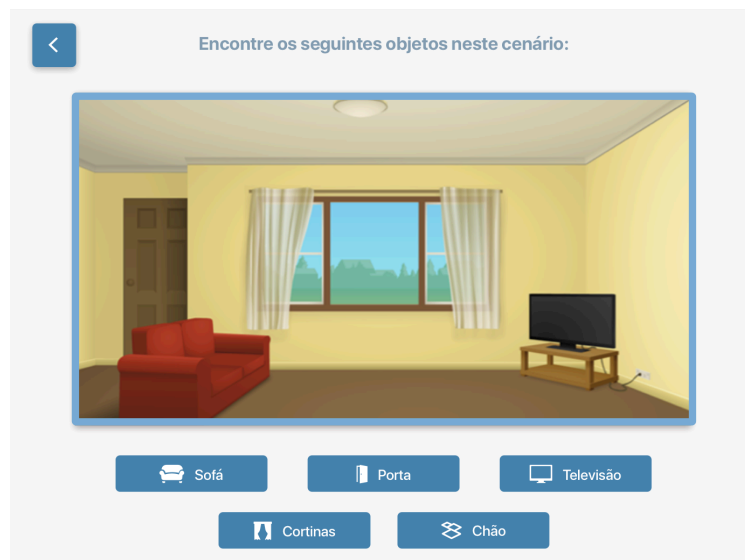 Encontre os seguintes objetos neste cenário:
Sofá
Porta
Televisão
Cortinas
Chão